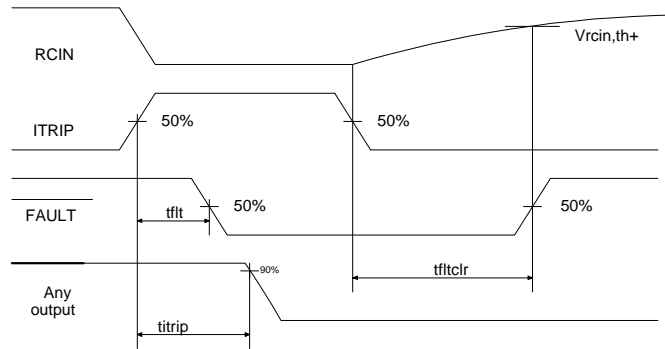 Vrcin,th+
RCIN
50%
50%
ITRIP
50%
50%
FAULT
tflt
90%
tfltclr
Any
output
titrip